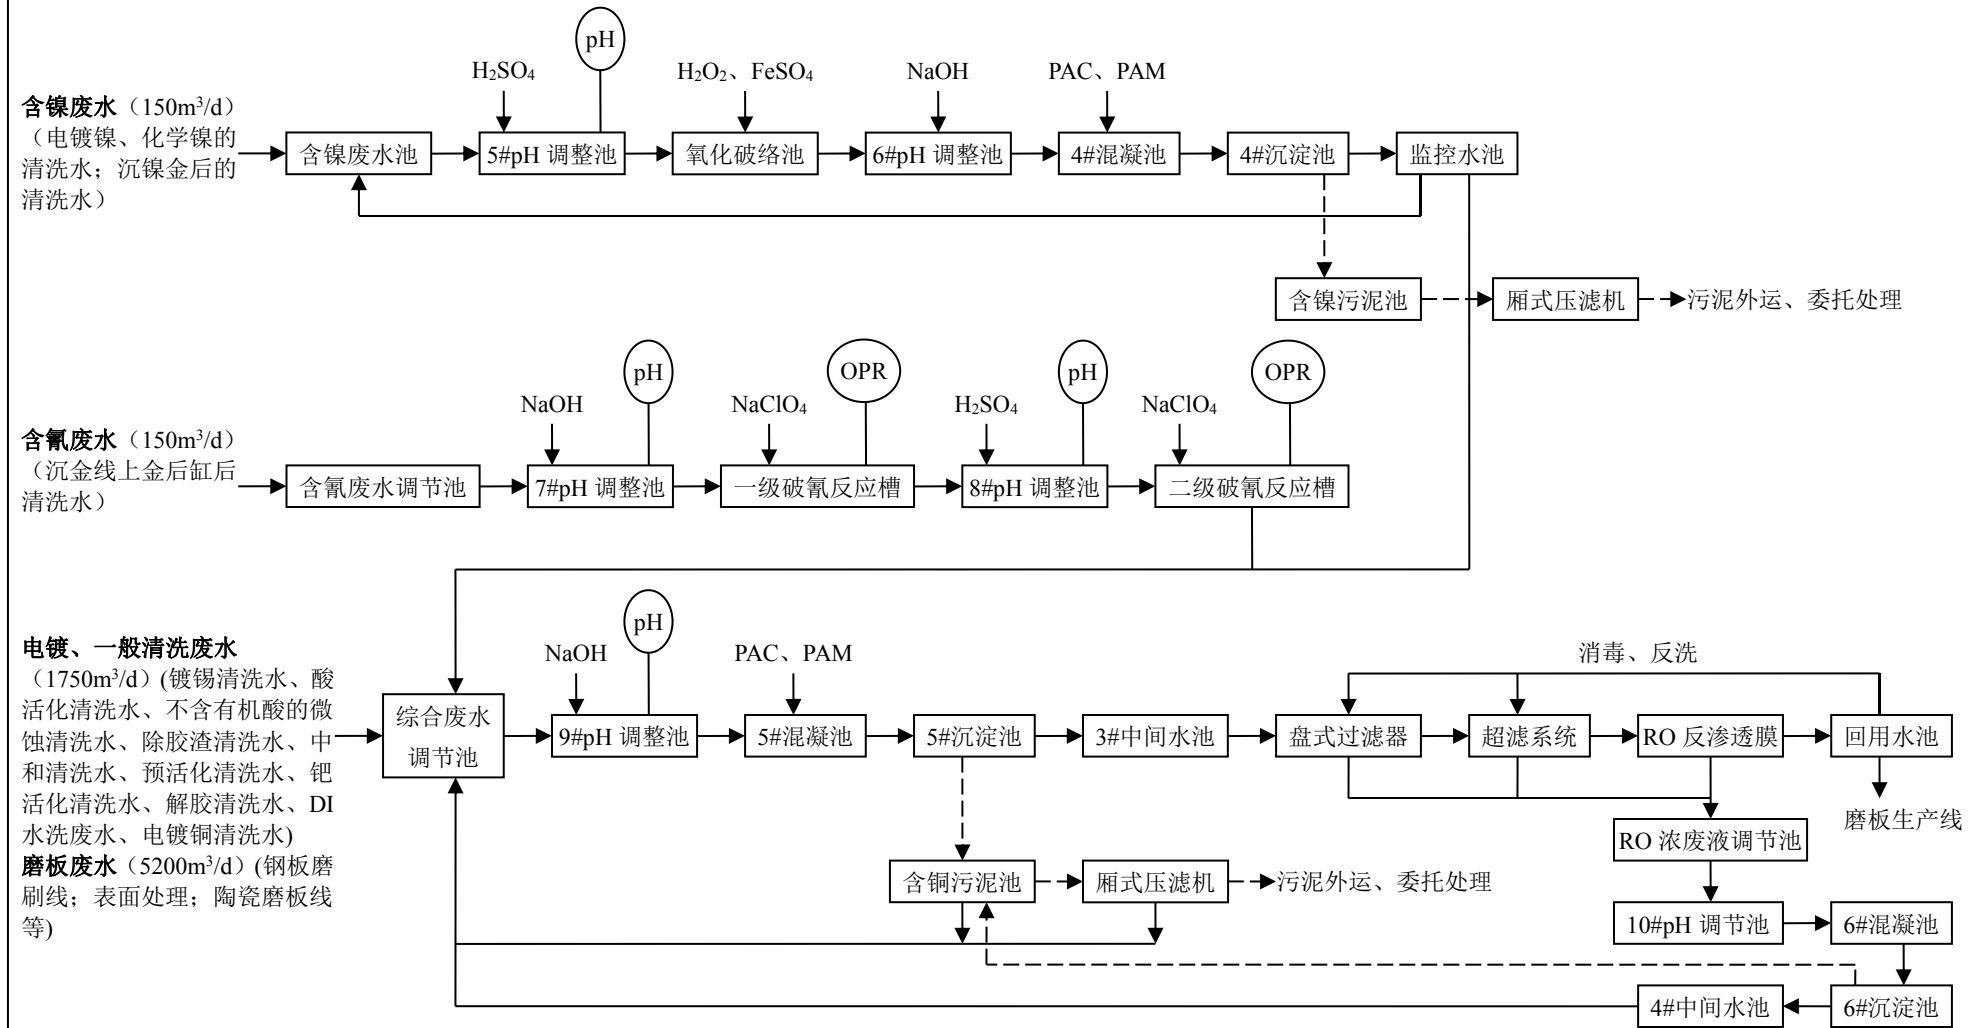 pH
H₂SO₄
H₂O₂、FeSO₄
NaOH
PAC、PAM
含镍废水（150m³/d）
（电镀镍、化学镍的
清洗水；沉镍金后的
清洗水）
含镍废水池
5#pH 调整池
氧化破络池
6#pH 调整池
4#混凝池
4#沉淀池
监控水池
含镍污泥池
厢式压滤机
污泥外运、委托处理
pH
OPR
pH
OPR
NaOH
NaClO₄
H₂SO₄
NaClO₄
含氰废水（150m³/d）
（沉金线上金后缸后
清洗水）
含氰废水调节池
7#pH 调整池
一级破氰反应槽
8#pH 调整池
二级破氰反应槽
pH
NaOH
PAC、PAM
消毒、反洗
电镀、一般清洗废水
（1750m³/d）(镀锡清洗水、酸
活化清洗水、不含有机酸的微
蚀清洗水、除胶渣清洗水、中
和清洗水、预活化清洗水、钯
活化清洗水、解胶清洗水、DI
水洗废水、电镀铜清洗水)
磨板废水（5200m³/d）(钢板磨
刷线；表面处理；陶瓷磨板线
等)
综合废水
调节池
9#pH 调整池
5#混凝池
5#沉淀池
3#中间水池
盘式过滤器
超滤系统
RO 反渗透膜
回用水池
磨板生产线
RO 浓废液调节池
含铜污泥池
厢式压滤机
污泥外运、委托处理
10#pH 调节池
6#混凝池
4#中间水池
6#沉淀池